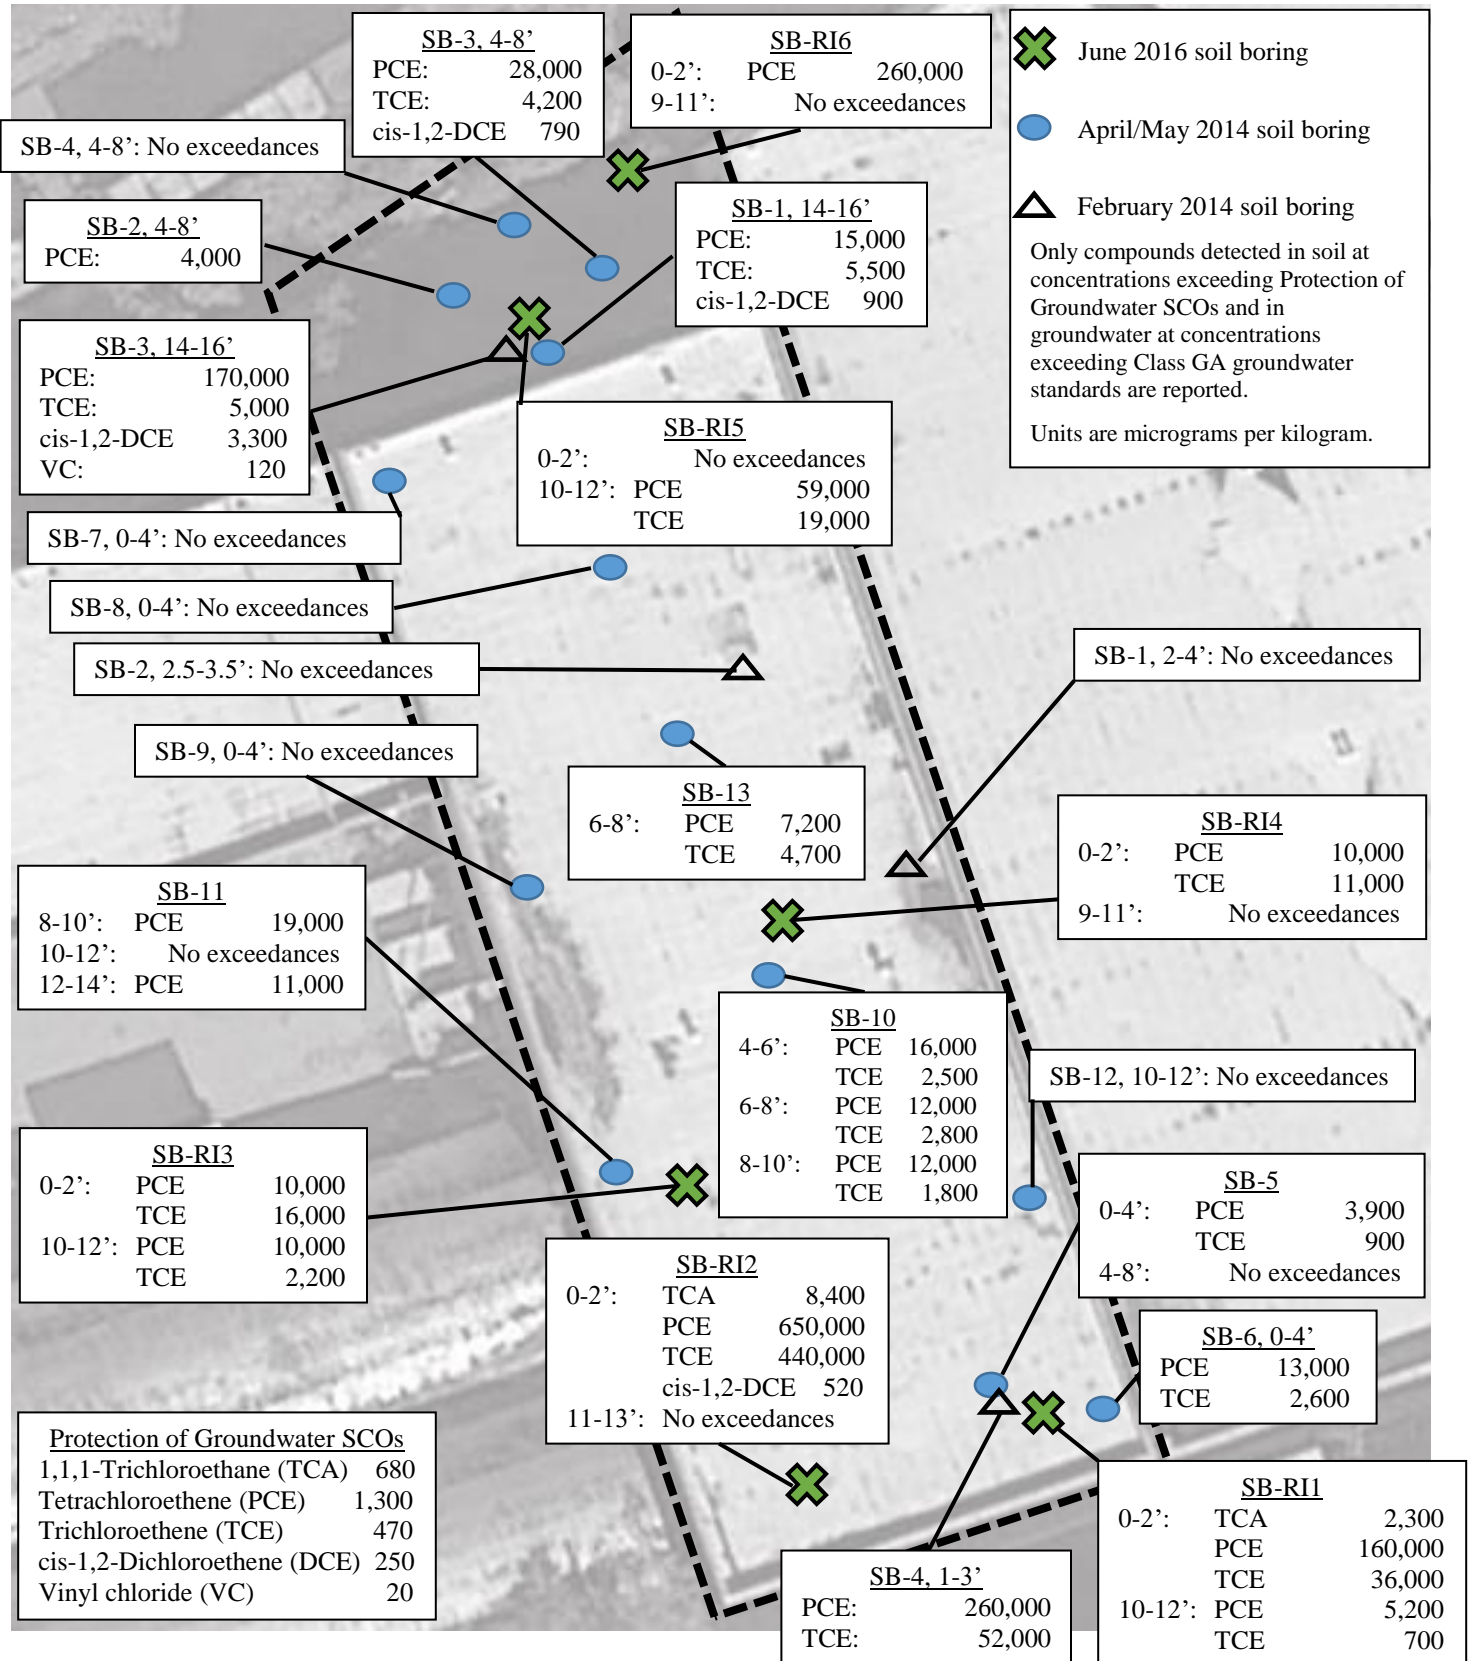 SB-3, 4-8’
PCE: 28,000
TCE: 4,200
cis-1,2-DCE 790
SB-RI6
0-2’: PCE 260,000
9-11’: No exceedances
June 2016 soil boring
April/May 2014 soil boring
February 2014 soil boring
Only compounds detected in soil at
concentrations exceeding Protection of
Groundwater SCOs and in
groundwater at concentrations
exceeding Class GA groundwater
standards are reported.
Units are micrograms per kilogram.
SB-4, 4-8’: No exceedances
SB-2, 4-8’
PCE: 4,000
SB-1, 14-16’
PCE: 15,000
TCE: 5,500
cis-1,2-DCE 900
SB-3, 14-16’
PCE: 170,000
TCE: 5,000
cis-1,2-DCE 3,300
VC: 120
SB-RI5
0-2’: No exceedances
10-12’: PCE 59,000
TCE 19,000
SB-7, 0-4’: No exceedances
SB-8, 0-4’: No exceedances
SB-2, 2.5-3.5’: No exceedances
SB-1, 2-4’: No exceedances
SB-9, 0-4’: No exceedances
SB-13
6-8’: PCE 7,200
TCE 4,700
SB-RI4
0-2’: PCE 10,000
TCE 11,000
9-11’: No exceedances
SB-11
8-10’: PCE 19,000
10-12’: No exceedances
12-14’: PCE 11,000
SB-10
4-6’: PCE 16,000
TCE 2,500
6-8’: PCE 12,000
TCE 2,800
8-10’: PCE 12,000
TCE 1,800
SB-12, 10-12’: No exceedances
SB-RI3
0-2’: PCE 10,000
TCE 16,000
10-12’: PCE 10,000
TCE 2,200
SB-5
0-4’: PCE 3,900
TCE 900
4-8’: No exceedances
SB-RI2
0-2’: TCA 8,400
PCE 650,000
TCE 440,000
cis-1,2-DCE 520
11-13’: No exceedances
SB-6, 0-4’
PCE 13,000
TCE 2,600
Protection of Groundwater SCOs
1,1,1-Trichloroethane (TCA) 680
Tetrachloroethene (PCE) 1,300
Trichloroethene (TCE) 470
cis-1,2-Dichloroethene (DCE) 250
Vinyl chloride (VC) 20
SB-RI1
0-2’: TCA 2,300
PCE 160,000
TCE 36,000
10-12’: PCE 5,200
TCE 700
SB-4, 1-3’
PCE: 260,000
TCE: 52,000